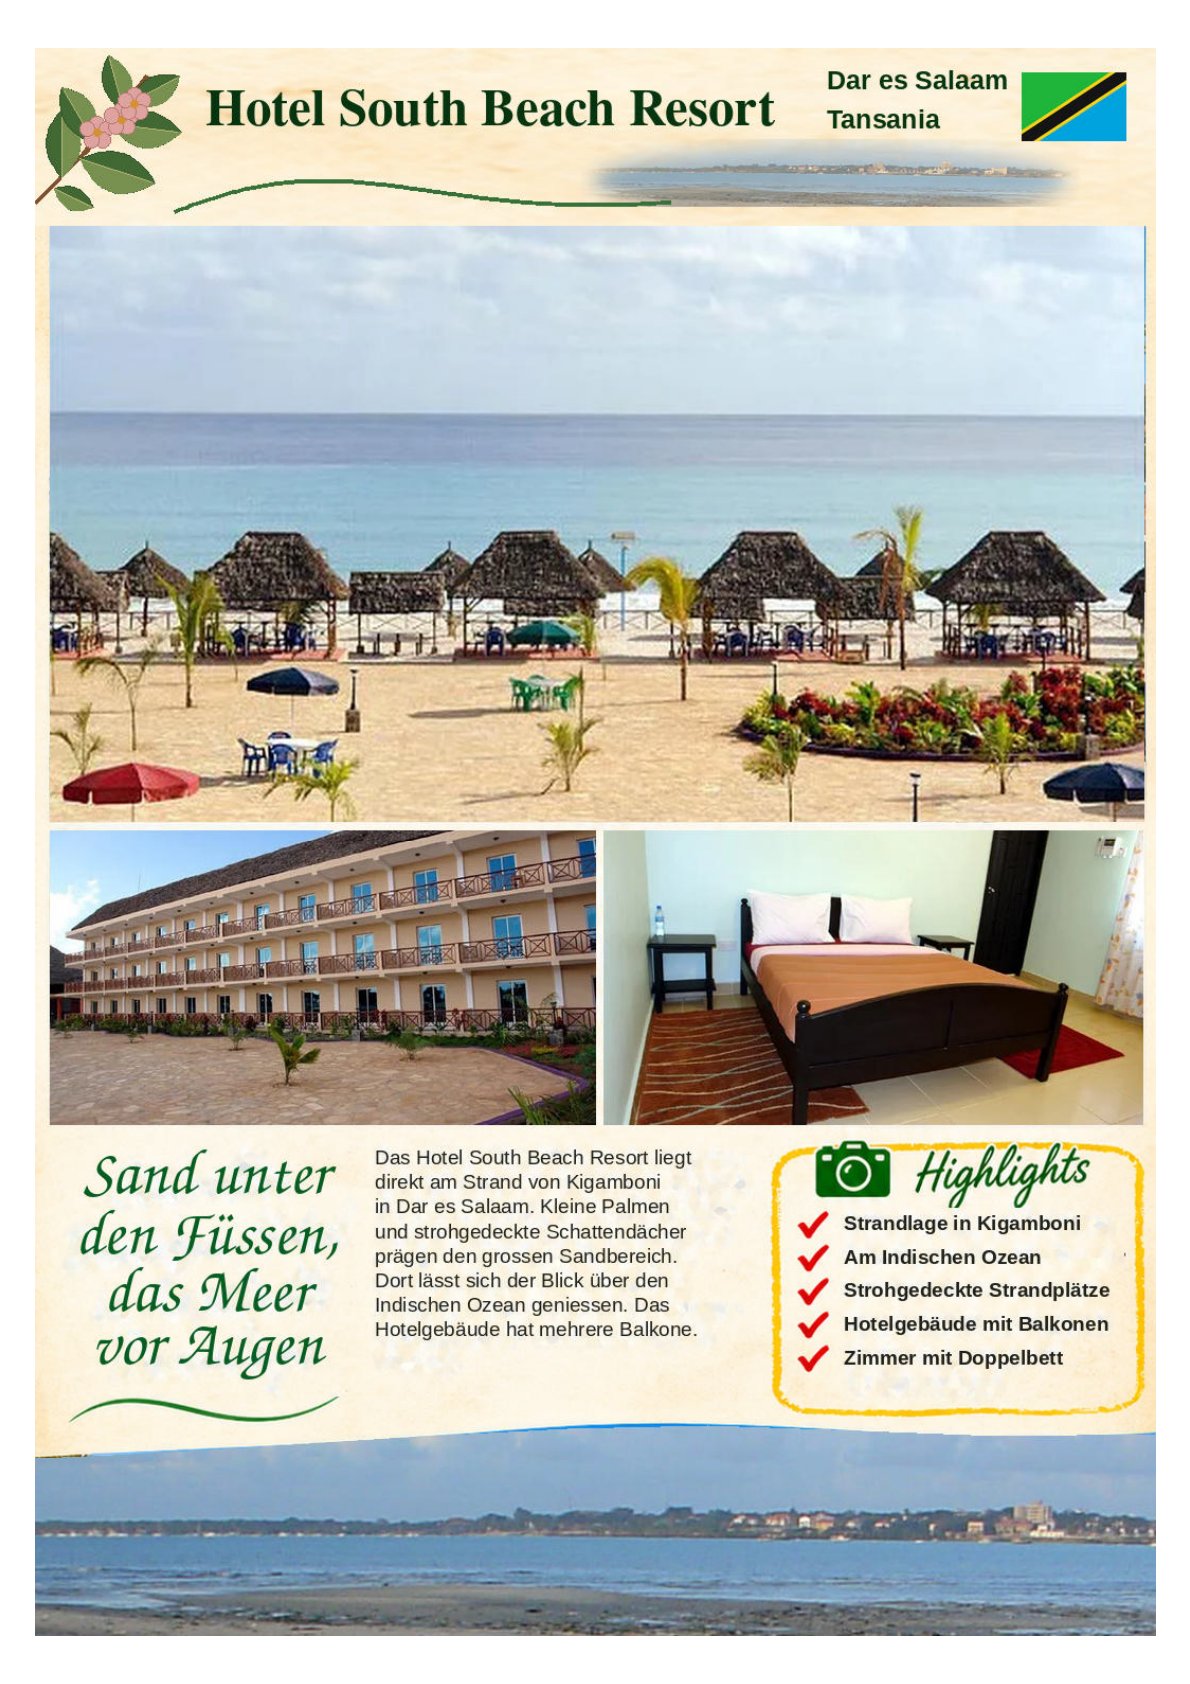 Hotel South Beach Resort
Dar es Salaam
Tansania
Sand unter
den Füssen,
das Meer
vor Augen
Das Hotel South Beach Resort liegt
direkt am Strand von Kigamboni
in Dar es Salaam. Kleine Palmen
und strohgedeckte Schattendächer
prägen den grossen Sandbereich.
Dort lässt sich der Blick über den
Indischen Ozean geniessen. Das
Hotelgebäude hat mehrere Balkone.
Highlights
Strandlage in Kigamboni
Am Indischen Ozean
Strohgedeckte Strandplätze
Hotelgebäude mit Balkonen
Zimmer mit Doppelbett